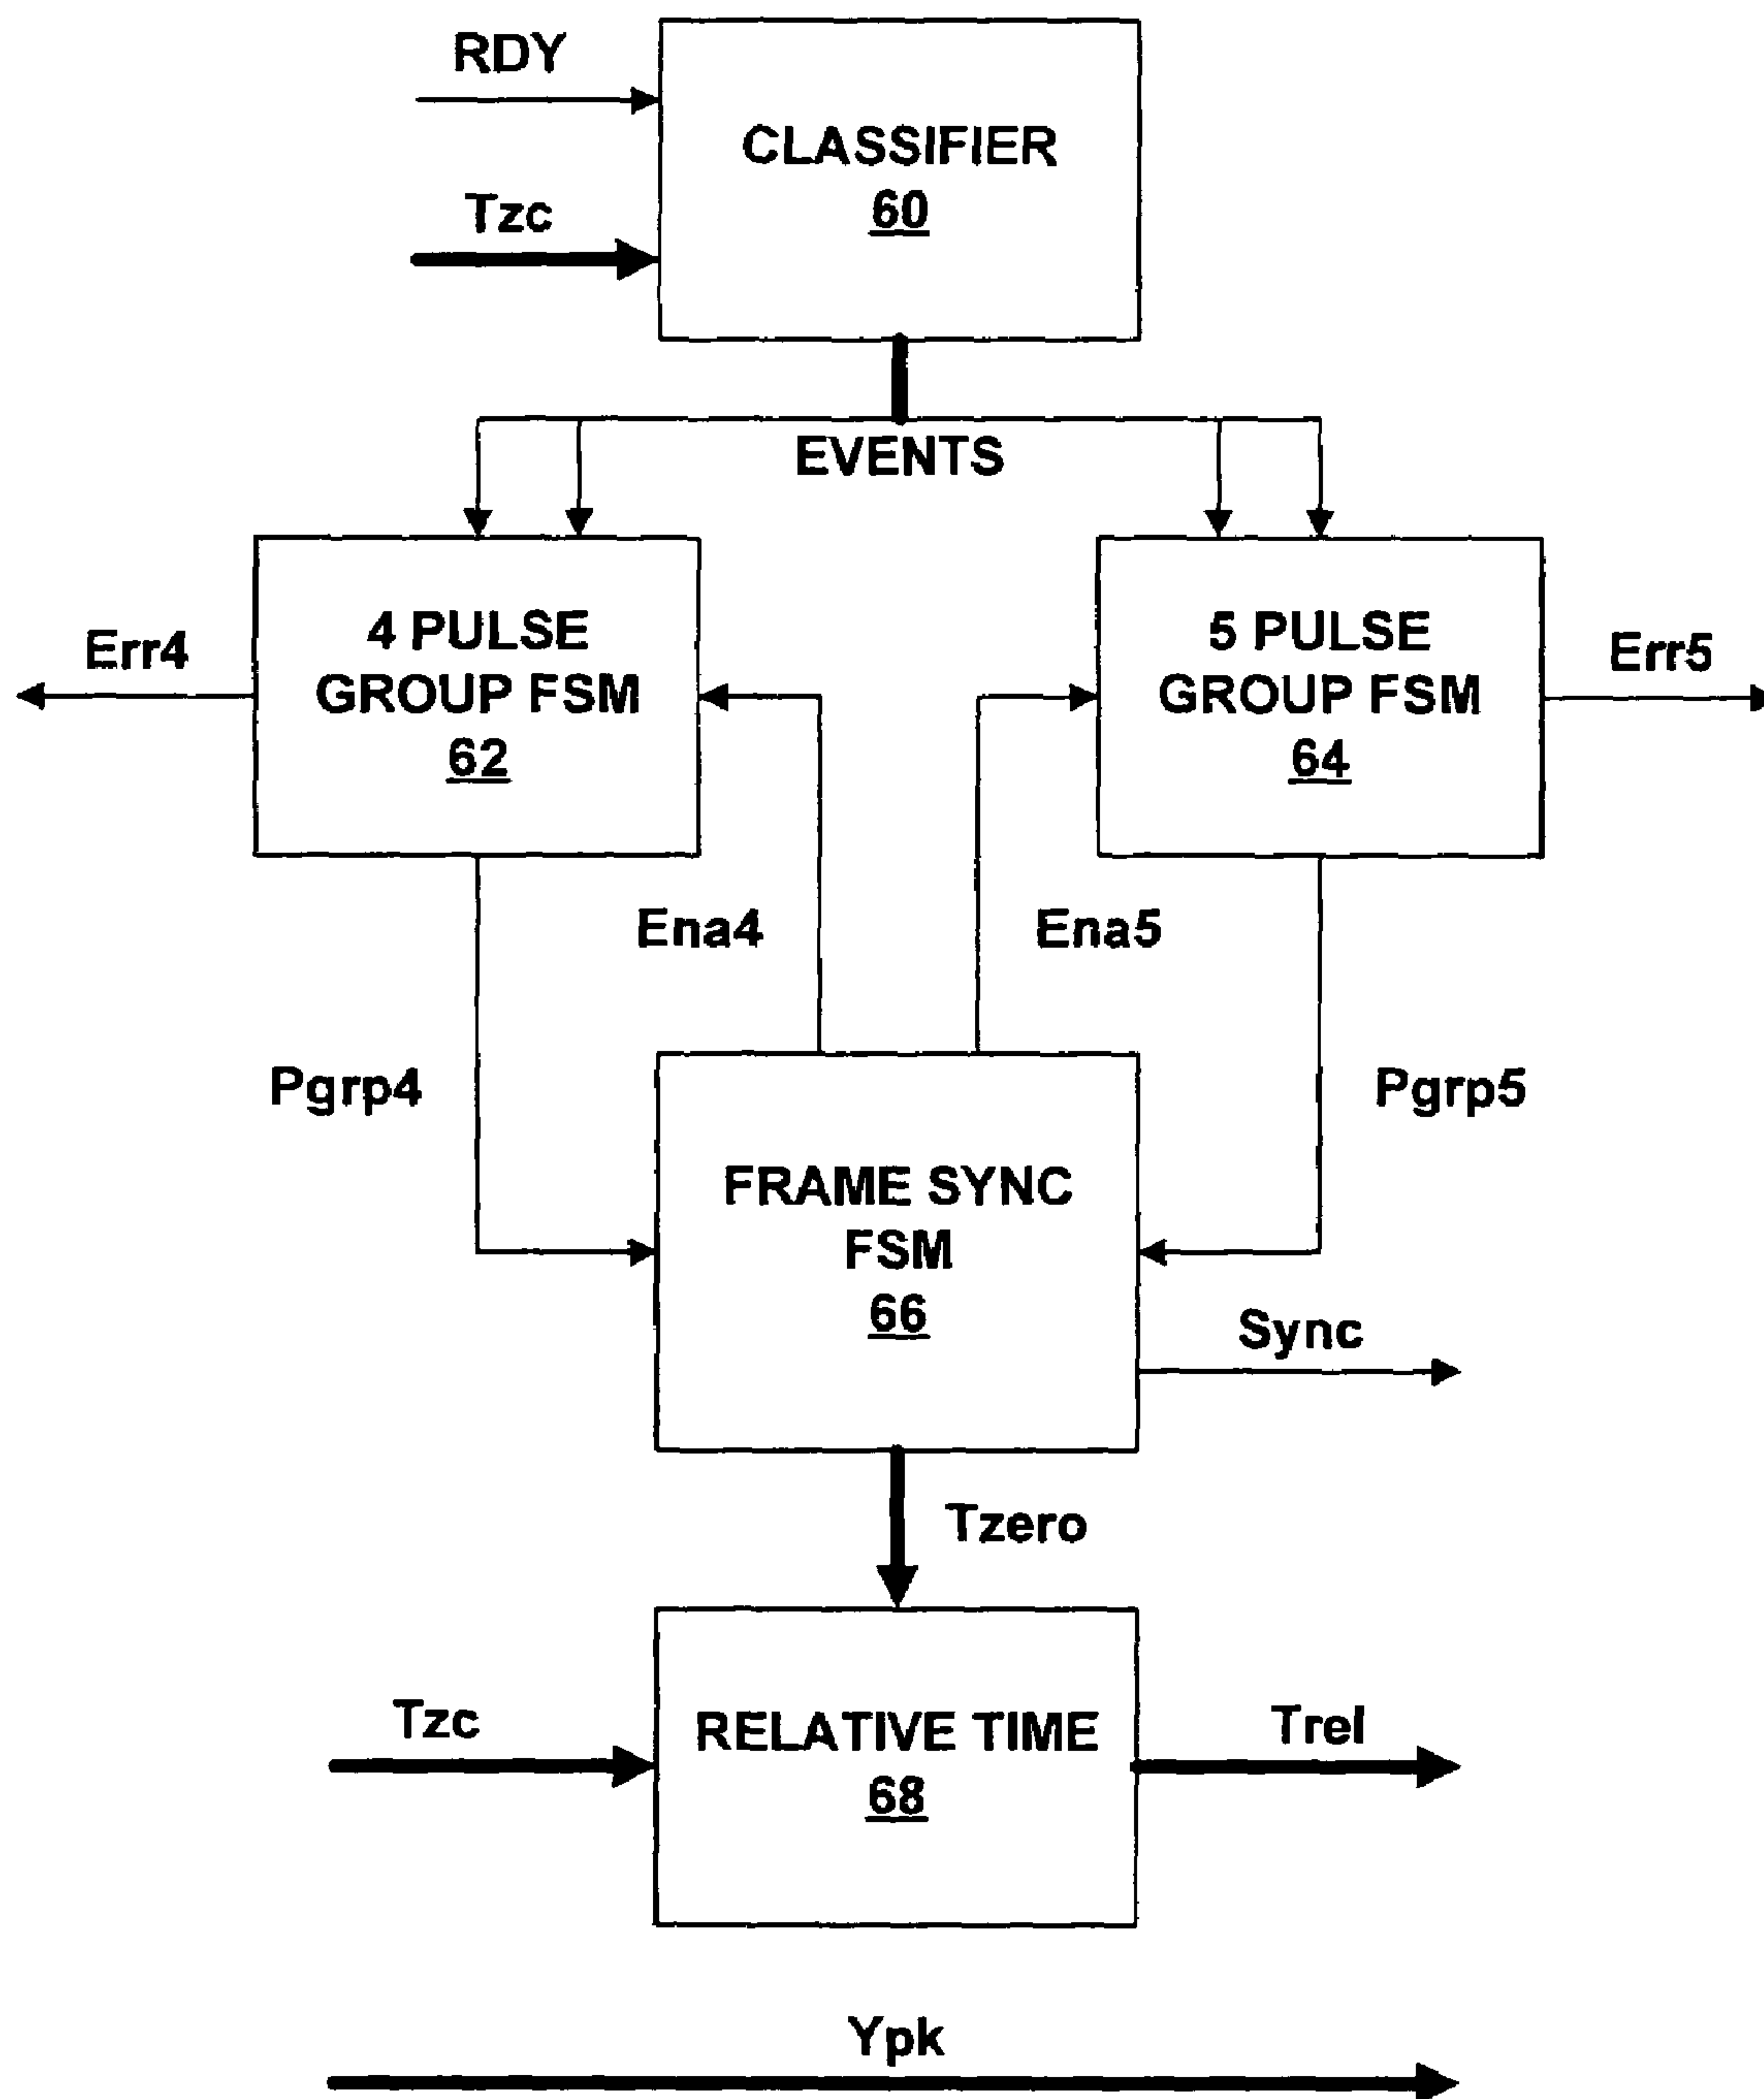 RDY
CLASSIFIER
60
Tzc
EVENTS
4 PULSE
GROUP FSM
62
5 PULSE
GROUP FSM
64
Err4
Err5
Ena4
Ena5
Pgrp4
Pgrp5
FRAME SYNC
FSM
66
Sync
Tzero
Tzc
RELATIVE TIME
68
Trel
Ypk